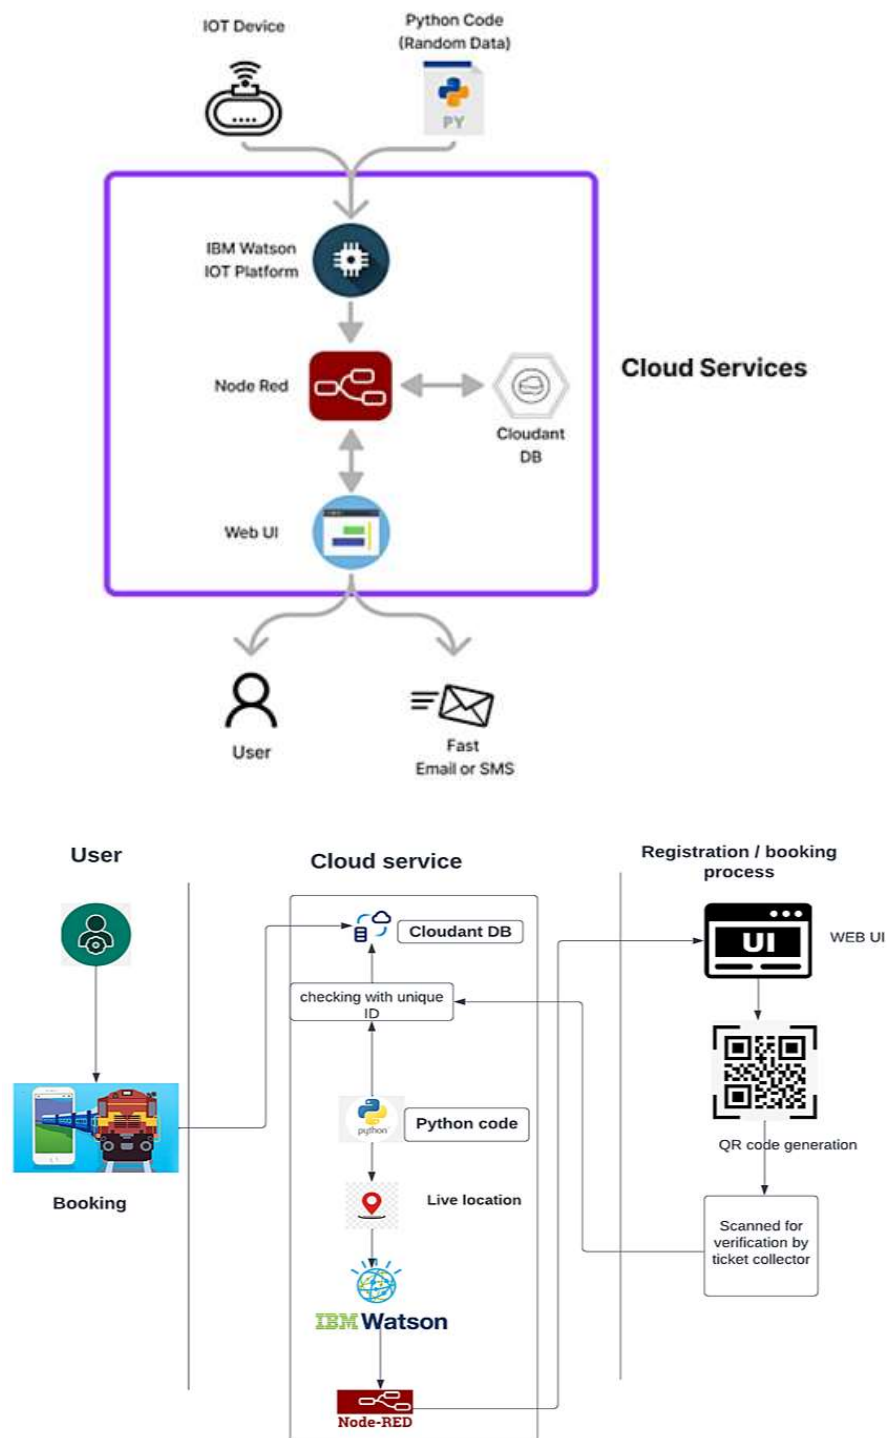 IOT Device
Python Code
(Random Data)
PY
IBM Watson
IOT Platform
Node Red
Cloud Services
Cloudant
DB
Web UI
User
Fast
Email or SMS
User
Cloud service
Registration / booking
process
Cloudant DB
UI
WEB UI
checking with unique
ID
python
Python code
QR code generation
Booking
Live location
Scanned for
verification by
ticket collector
IBM Watson
Node-RED